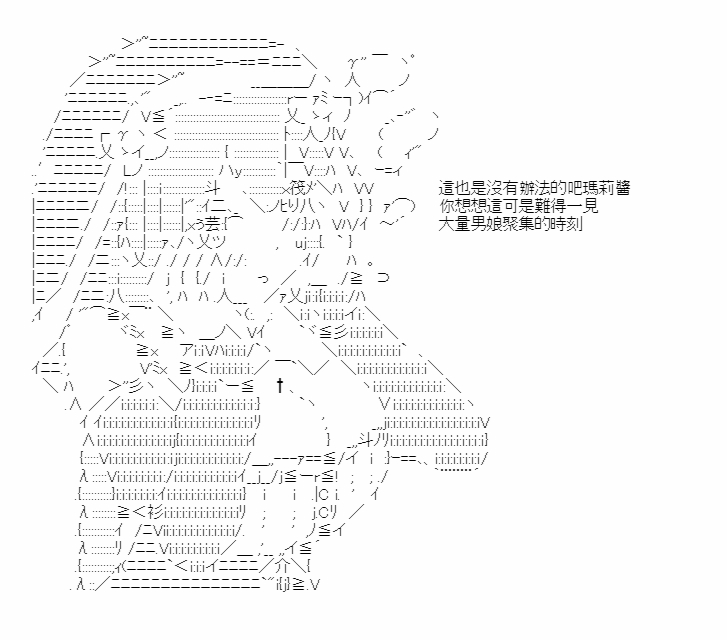 這也是沒有辦法的吧瑪莉醬
你想想這可是難得一見
大量男娘聚集的時刻